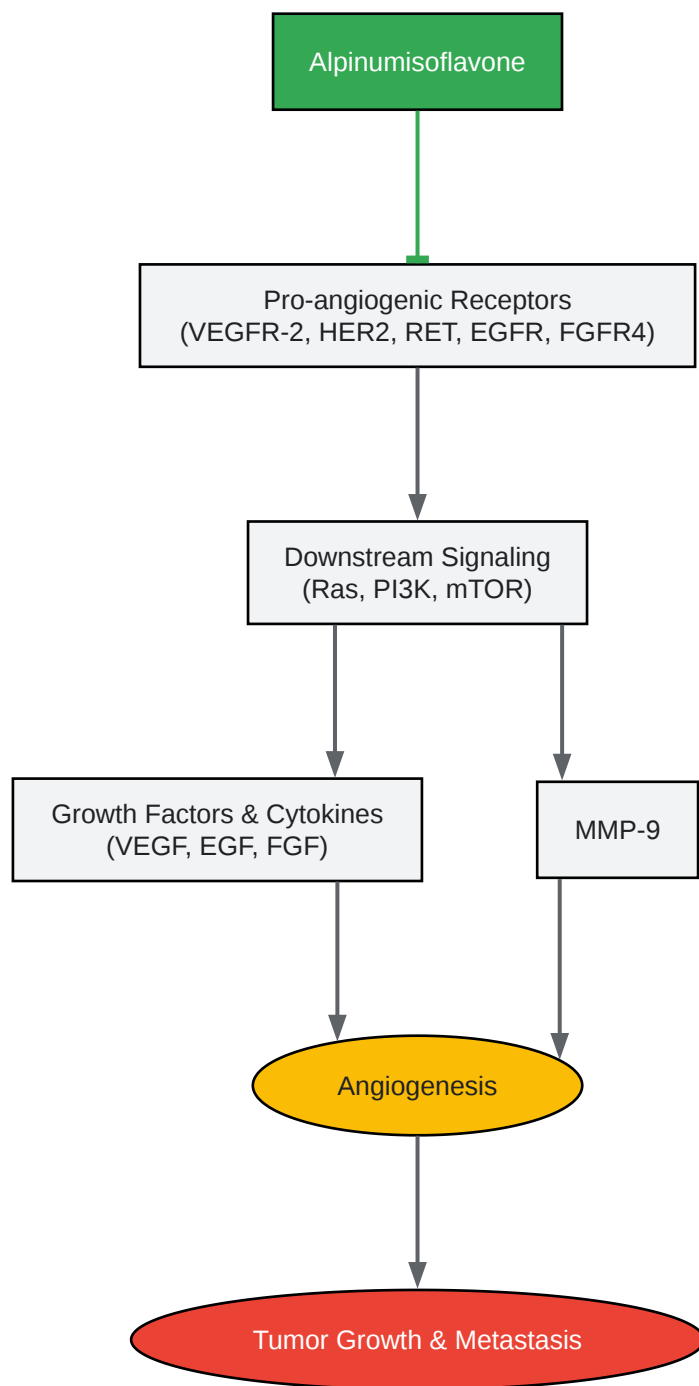 Alpinumisoflavone
Pro-angiogenic Receptors
(VEGFR-2, HER2, RET, EGFR, FGFR4)
Downstream Signaling
(Ras, PI3K, mTOR)
Growth Factors & Cytokines
(VEGF, EGF, FGF)
MMP-9
Angiogenesis
Tumor Growth & Metastasis